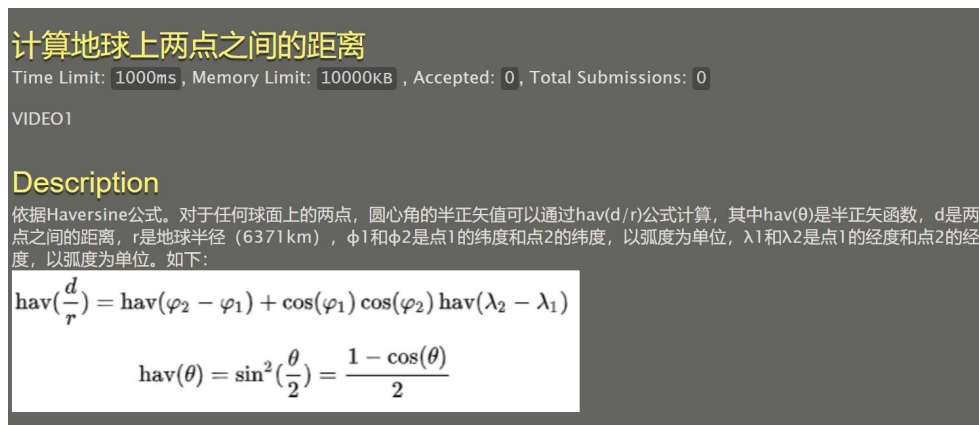 计算地球上两点之间的距离
Time Limit: 1000ms, Memory Limit: 10000KB , Accepted: 0, Total Submissions: 0
VIDEO1
Description
依据Haversine公式。对于任何球面上的两点，圆心角的半正矢值可以通过hav(d/r)公式计算，其中hav(θ)是半正矢函数，d是两
点之间的距离，r是地球半径（6371km），φ1和φ2是点1的纬度和点2的纬度，以弧度为单位，λ1和λ2是点1的经度和点2的经
度，以弧度为单位。如下：
hav(d/r) = hav(φ₂ − φ₁) + cos(φ₁) cos(φ₂) hav(λ₂ − λ₁)
hav(θ) = sin²(θ/2) = (1 − cos(θ))/2